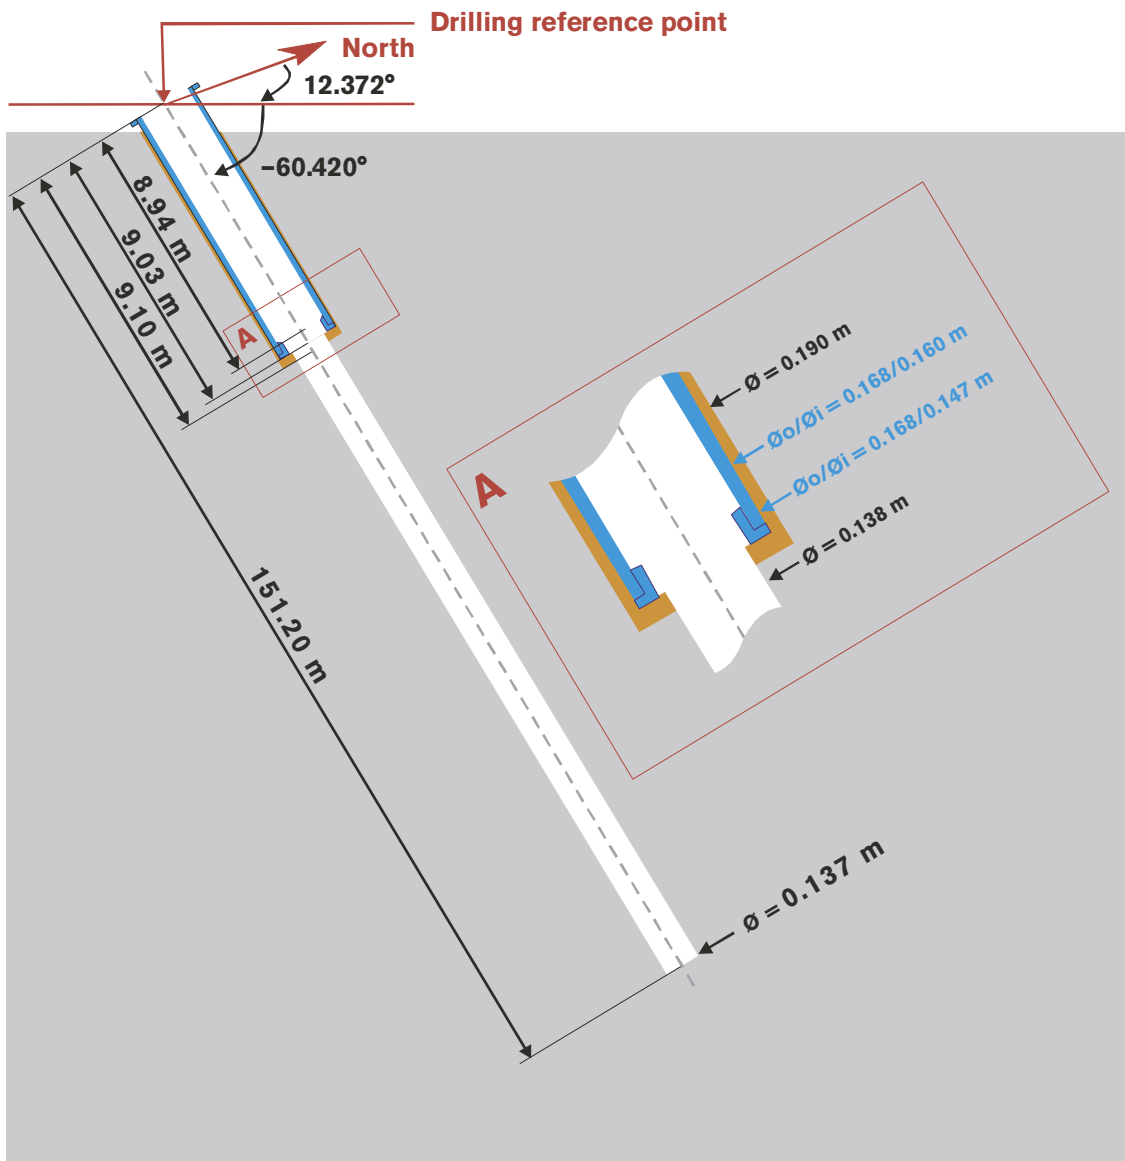 Drilling reference point
North
12.372°
–60.420°
8.94 m
9.03 m
9.10 m
A
151.20 m
A
Ø = 0.190 m
Øo/Øi = 0.168/0.160 m
Øo/Øi = 0.168/0.147 m
Ø = 0.138 m
Ø = 0.137 m